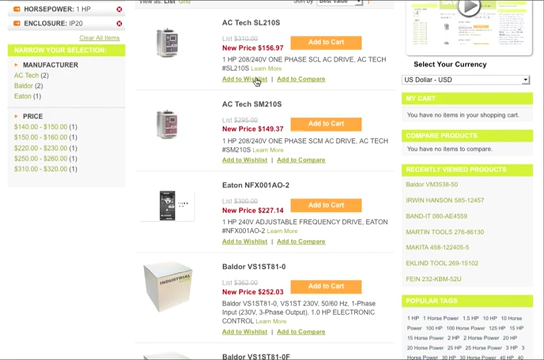 View as: List Grid
Sort by Best Value
HORSEPOWER: 1 HP
ENCLOSURE: IP20
Clear All Items
NARROW YOUR SELECTION:
MANUFACTURER
AC Tech (2)
Baldor (2)
Eaton (1)
PRICE
$140.00 - $150.00 (1)
$150.00 - $160.00 (1)
$220.00 - $230.00 (1)
$250.00 - $260.00 (1)
$310.00 - $320.00 (1)
AC Tech SL210S
List $310.00
New Price $156.97
Add to Cart
1 HP 208/240V ONE PHASE SCL AC DRIVE, AC TECH
#SL210S Learn More
Add to Wishlist | Add to Compare
AC Tech SM210S
List $295.00
New Price $149.37
Add to Cart
1 HP 208/240V ONE PHASE SCM AC DRIVE, AC TECH
#SM210S Learn More
Add to Wishlist | Add to Compare
Eaton NFX001AO-2
List $300.00
New Price $227.14
Add to Cart
1 HP 240V ADJUSTABLE FREQUENCY DRIVE, EATON
#NFX001AO-2 Learn More
Add to Wishlist | Add to Compare
INDUSTRIAL
Baldor VS1ST81-0
List $362.00
New Price $252.03
Add to Cart
Baldor VS1ST81-0, VS1ST 230V. 50/60 Hz, 1-Phase
Input (230V, 3-Phase Output). 1.0 HP ELECTRONIC
CONTROL Learn More
Add to Wishlist | Add to Compare
Baldor VS1ST81-0F
Select Your Currency
US Dollar - USD
MY CART
You have no items in your shopping cart.
COMPARE PRODUCTS
You have no items to compare.
RECENTLY VIEWED PRODUCTS
Baldor VM3538-50
IRWIN HANSON 585-12457
BAND-IT 080-AE4559
MARTIN TOOLS 276-86130
MAKITA 458-122405-5
EKLIND TOOL 269-15102
FEIN 232-KBM-52U
POPULAR TAGS
1 HP 1 Horse Power 1.5 HP 10 HP 10 Horse
Power 100 HP 100 Horse Power 125 HP 15 HP
15 Horse Power 2 HP 2 Horse Power 20 HP
20 Horse Power 25 HP 25 Horse Power 3 HP 3
Horse Power 30 HP 30 Horse Power 40 HP 40